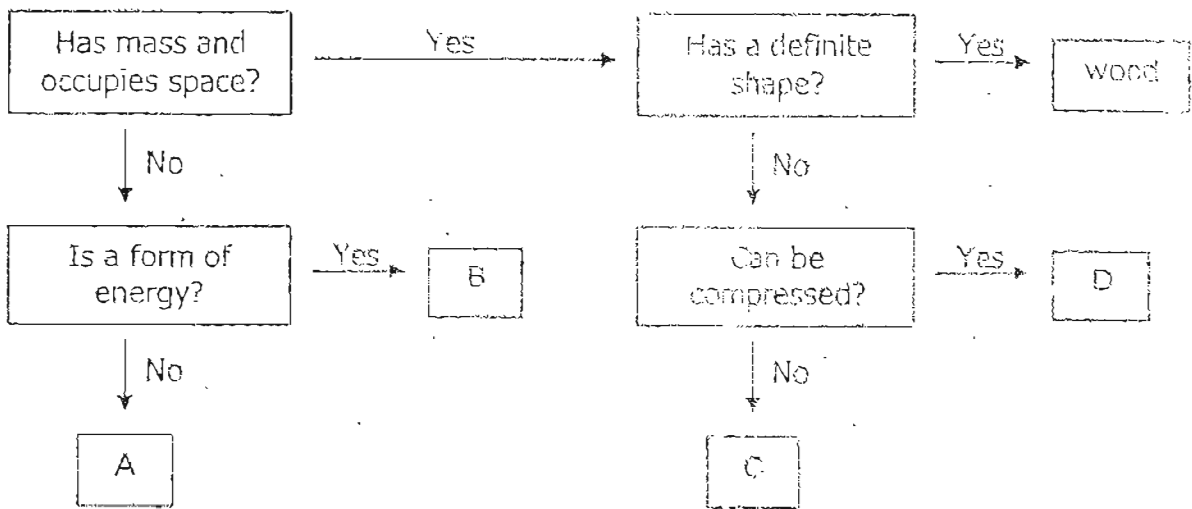 Has mass and
occupies space?
Yes
Has a definite
shape?
Yes
wood
No
No
Is a form of
energy?
Yes
B
Can be
compressed?
Yes
D
No
No
A
C